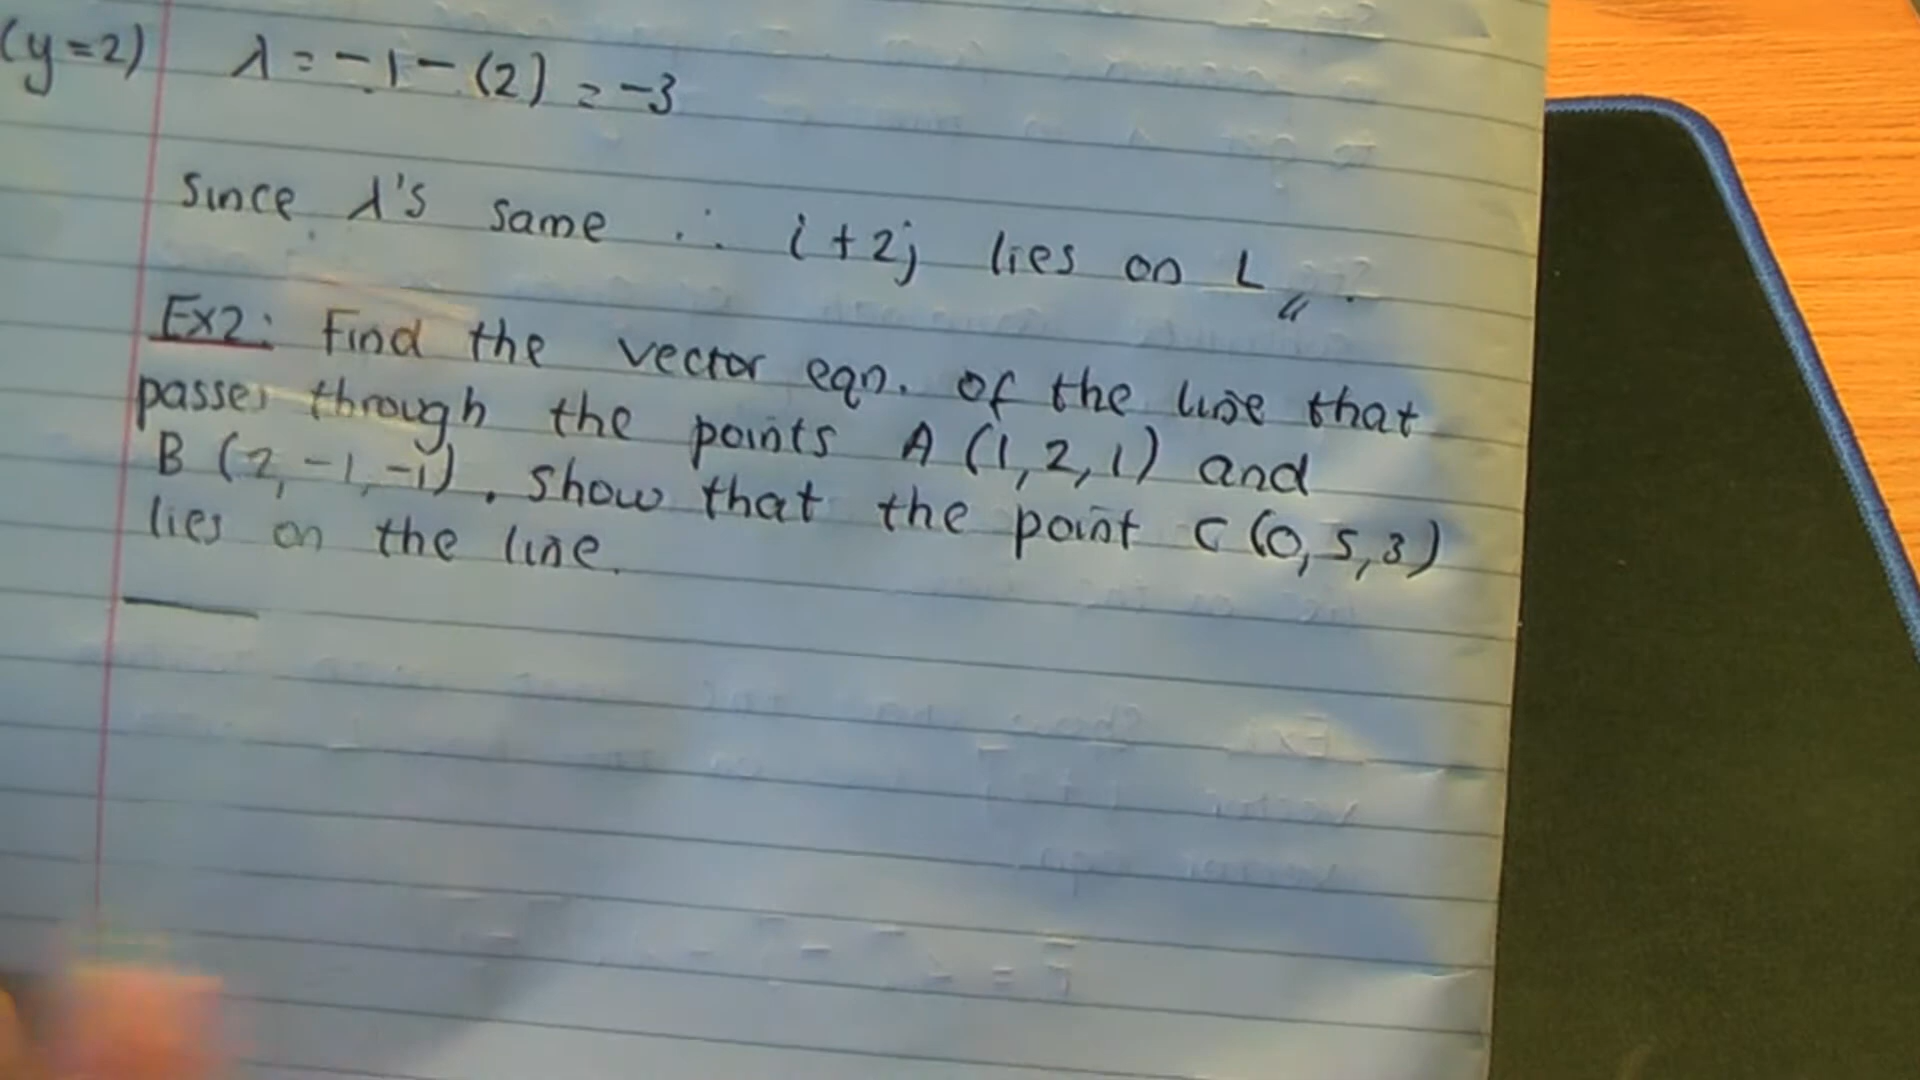 (y=2) λ = -1 - (2) = -3
Since λ's same ∴ i + 2j lies on L〃.
Ex2: Find the vector eqn. of the line that
passes through the points A (1, 2, 1) and
B (2, -1, -1). Show that the point C (0, 5, 3)
lies on the line.